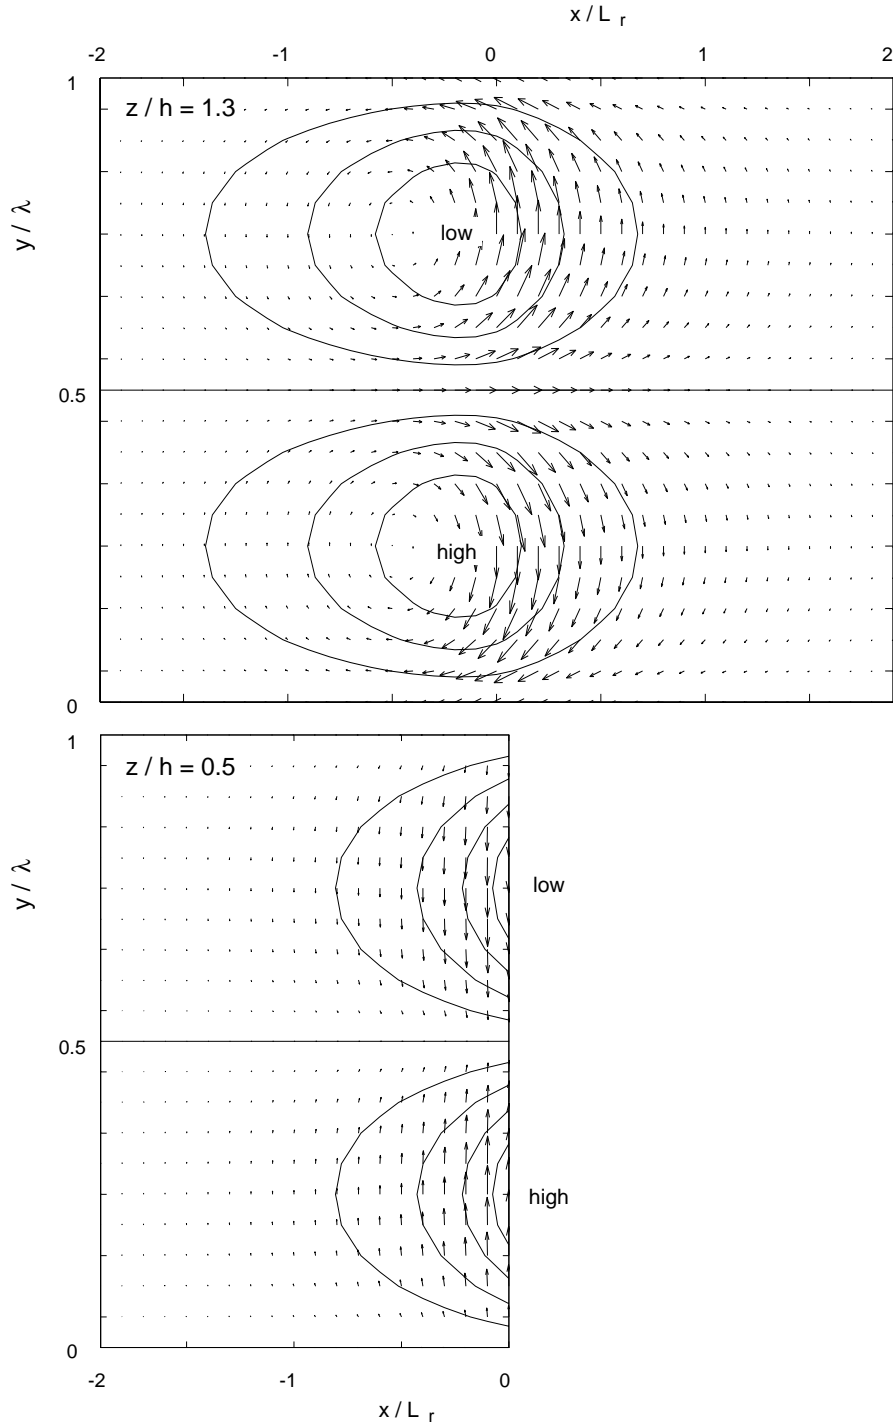 x / L r
-2 -1 0 1 2
1
z / h = 1.3
y / λ
low
0.5
high
0
1
z / h = 0.5
y / λ
low
0.5
high
0
-2 -1 0
x / L r